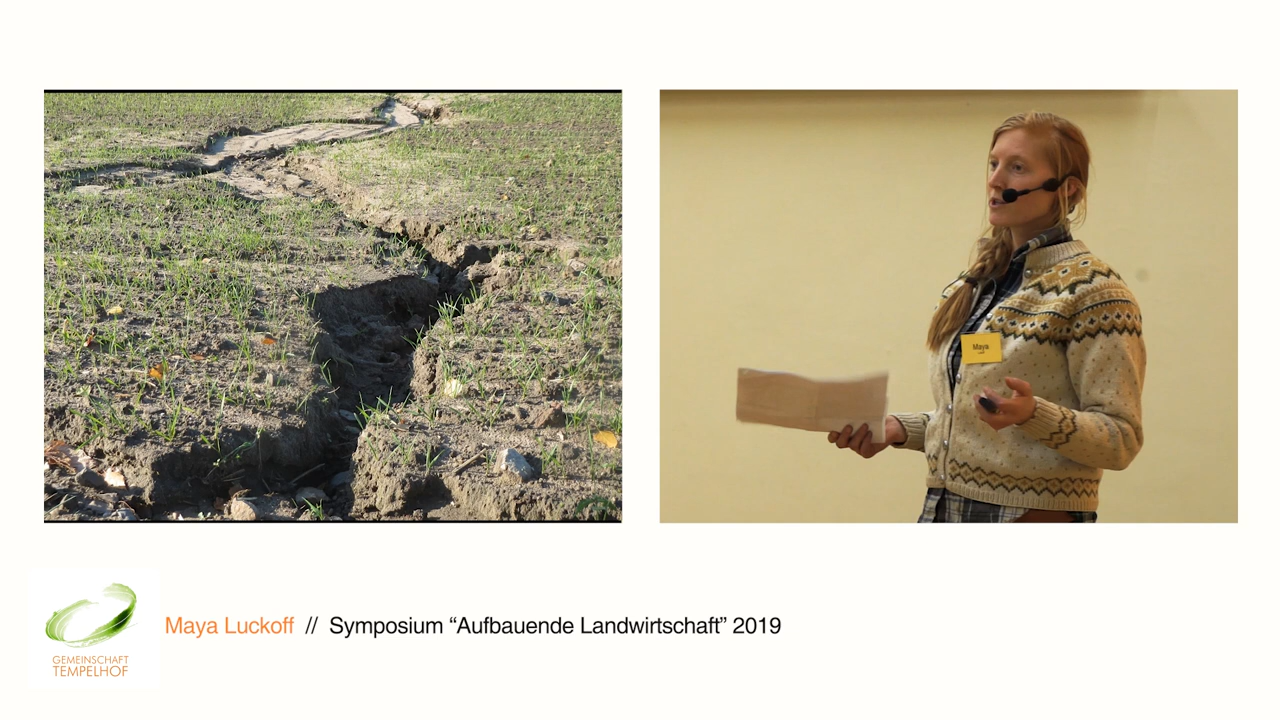 Maya
GEMEINSCHAFT
TEMPELHOF
Maya Luckoff // Symposium “Aufbauende Landwirtschaft” 2019